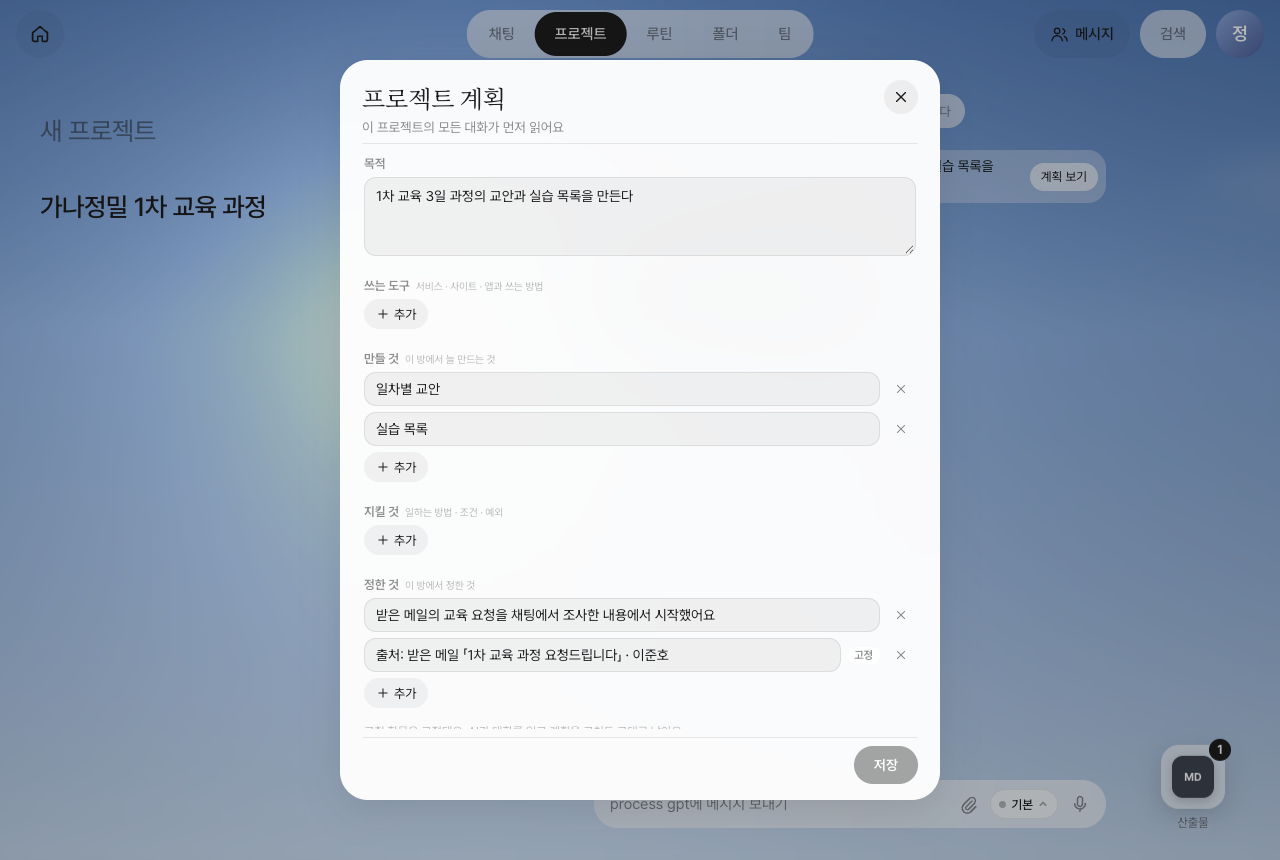 채팅
프로젝트
루틴
폴더
팀
메시지
검색
정
새 프로젝트
가나정밀 1차 교육 과정
다
습 목록을
계획 보기
프로젝트 계획
이 프로젝트의 모든 대화가 먼저 읽어요
목적
1차 교육 3일 과정의 교안과 실습 목록을 만든다
쓰는 도구 서비스 · 사이트 · 앱과 쓰는 방법
+ 추가
만들 것 이 방에서 늘 만드는 것
일차별 교안
실습 목록
+ 추가
지킬 것 일하는 방법 · 조건 · 예외
+ 추가
정한 것 이 방에서 정한 것
받은 메일의 교육 요청을 채팅에서 조사한 내용에서 시작했어요
출처: 받은 메일 「1차 교육 과정 요청드립니다」 · 이준호
고정
+ 추가
저장
process gpt에 메시지 보내기
기본
1
MD
산출물